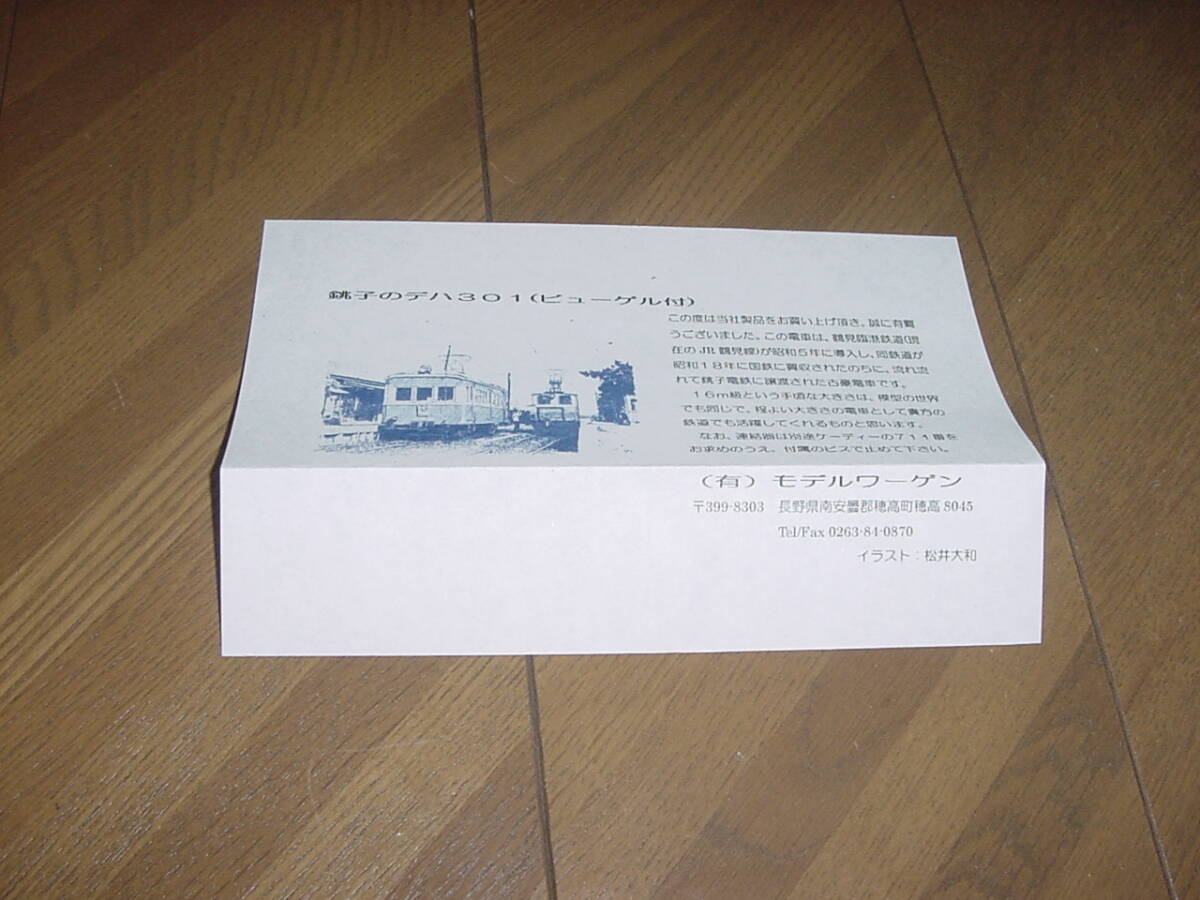 銚子のデハ301(ビューゲル付)
この度は当社製品をお買い上げ頂き、誠に有難
うございました。この電車は、鶴見臨港鉄道(現
在のJR鶴見線)が昭和5年に導入し、同鉄道が
昭和18年に国鉄に買収されたのちに、流れ流
れて銚子電鉄に譲渡された古豪電車です。
16m級という手頃な大きさは、模型の世界
でも同じで、程よい大きさの電車として貴方の
鉄道でも活躍してくれるものと思います。
なお、連結器は別途ケーディーの711番を
お求めのうえ、付属のビスで止めて下さい。
(有) モデルワーゲン
〒399-8303 長野県南安曇郡穂高町穂高8045
Tel/Fax 0263-84-0870
イラスト:松井大和